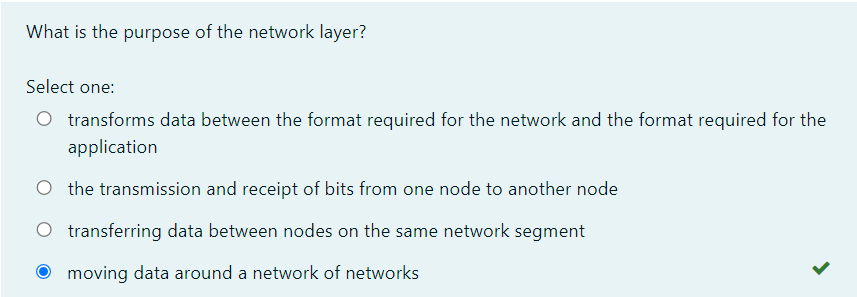 What is the purpose of the network layer?
Select one:
transforms data between the format required for the network and the format required for the
application
the transmission and receipt of bits from one node to another node
transferring data between nodes on the same network segment
moving data around a network of networks